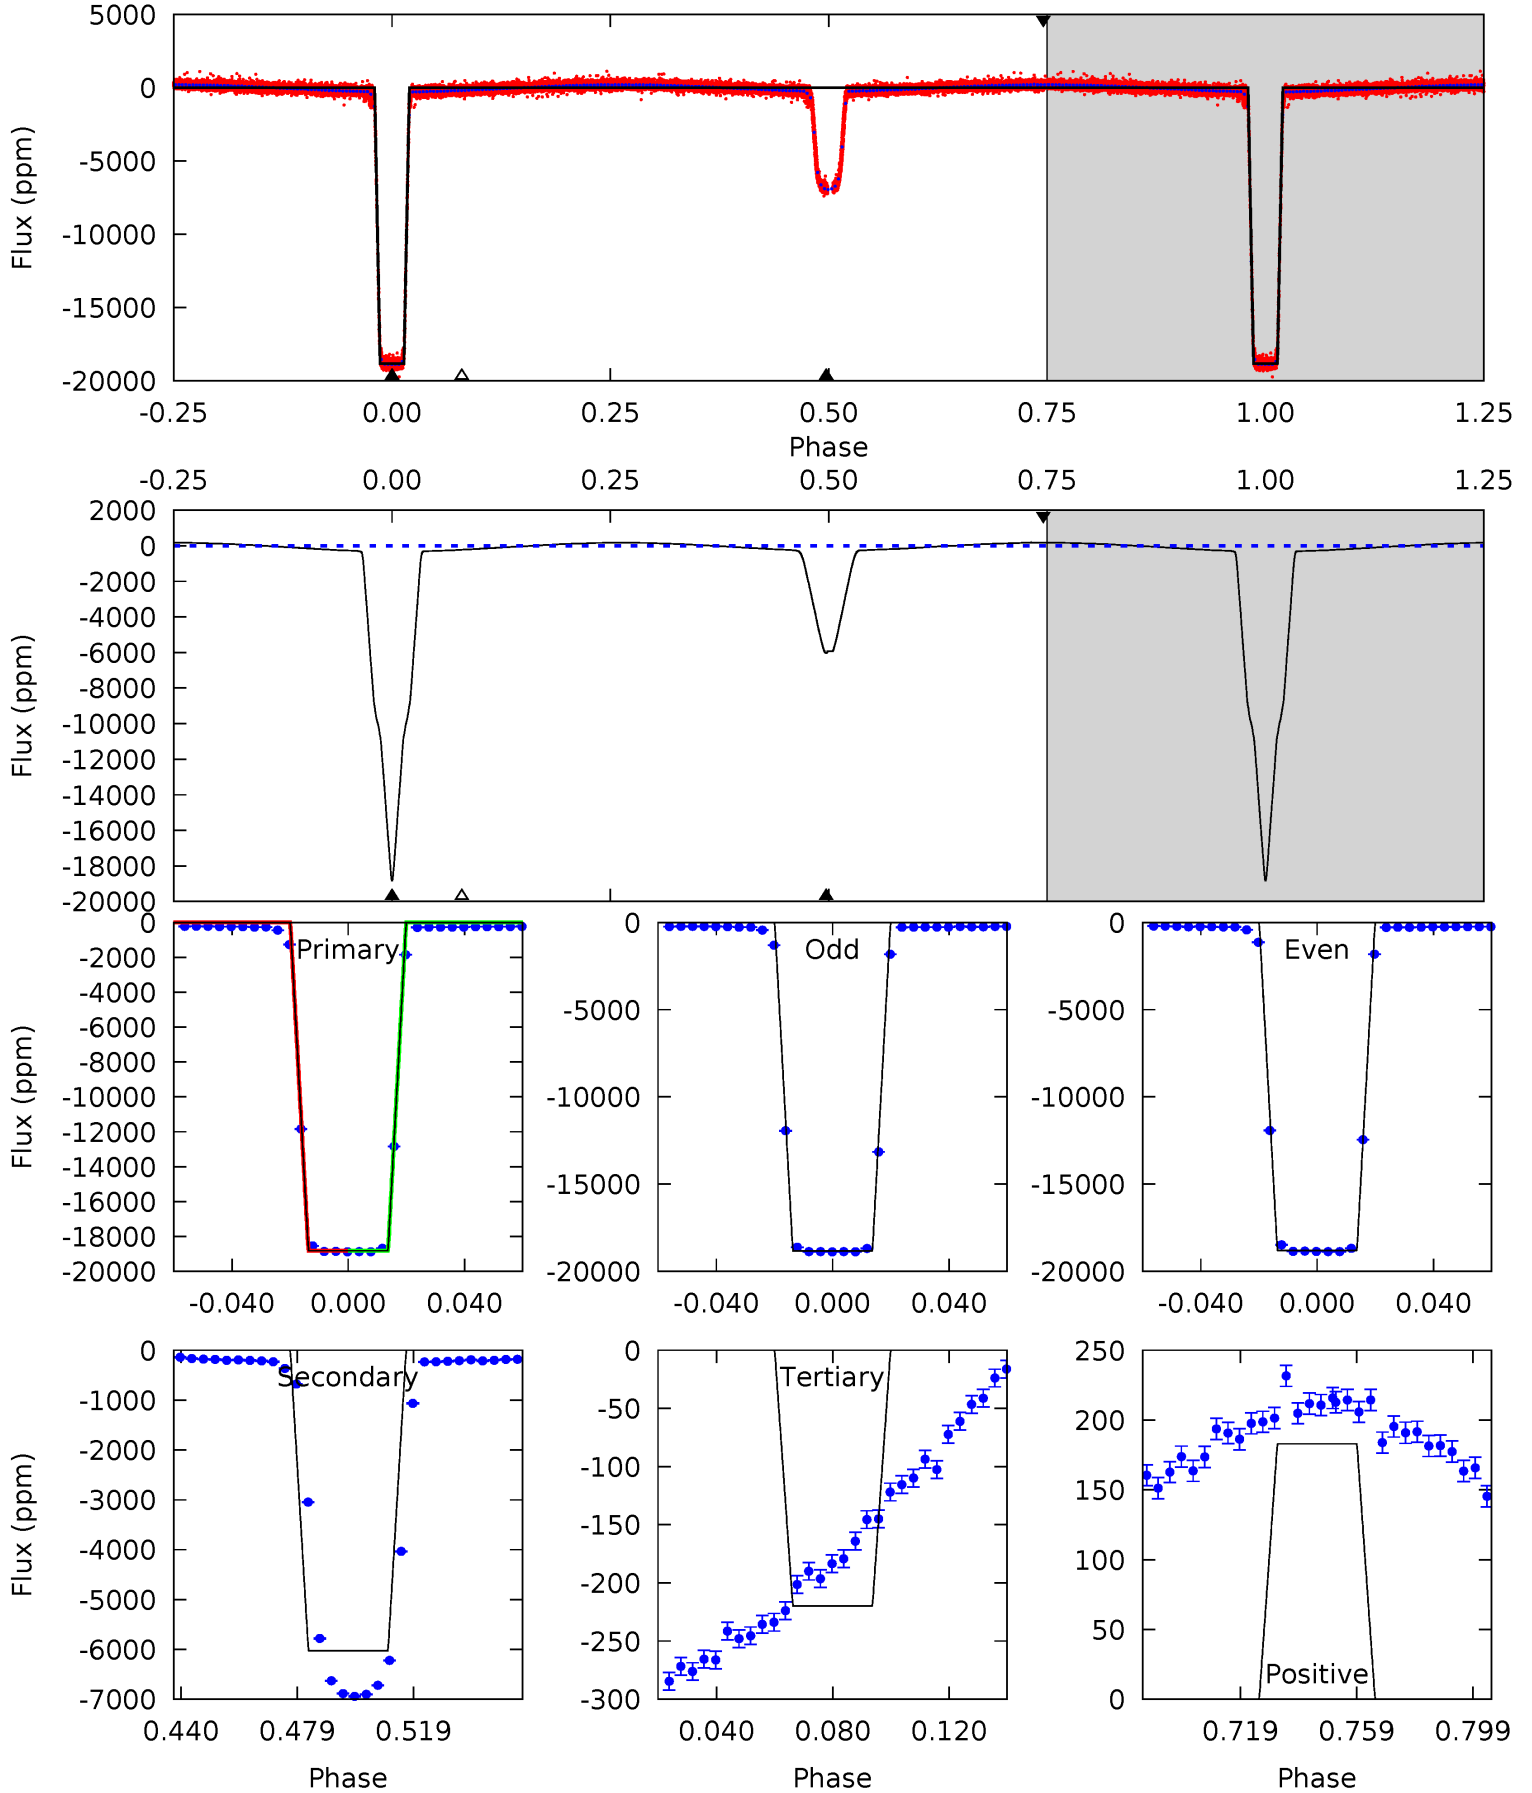 5000
0
-5000
-10000
-15000
-20000
Flux (ppm)
-0.25 0.00 0.25 0.50 0.75 1.00 1.25
Phase
-0.25 0.00 0.25 0.50 0.75 1.00 1.25
2000
0
-2000
-4000
-6000
-8000
-10000
-12000
-14000
-16000
-18000
-20000
Flux (ppm)
Primary
0
-2000
-4000
-6000
-8000
-10000
-12000
-14000
-16000
-18000
-20000
Flux (ppm)
-0.040 0.000 0.040
Odd
0
-5000
-10000
-15000
-20000
-0.040 0.000 0.040
Even
0
-5000
-10000
-15000
-20000
-0.040 0.000 0.040
Secondary
0
-1000
-2000
-3000
-4000
-5000
-6000
-7000
Flux (ppm)
0.440 0.479 0.519
Phase
Tertiary
0
-50
-100
-150
-200
-250
-300
0.040 0.080 0.120
Phase
250
200
150
100
50
0
Positive
0.719 0.759 0.799
Phase